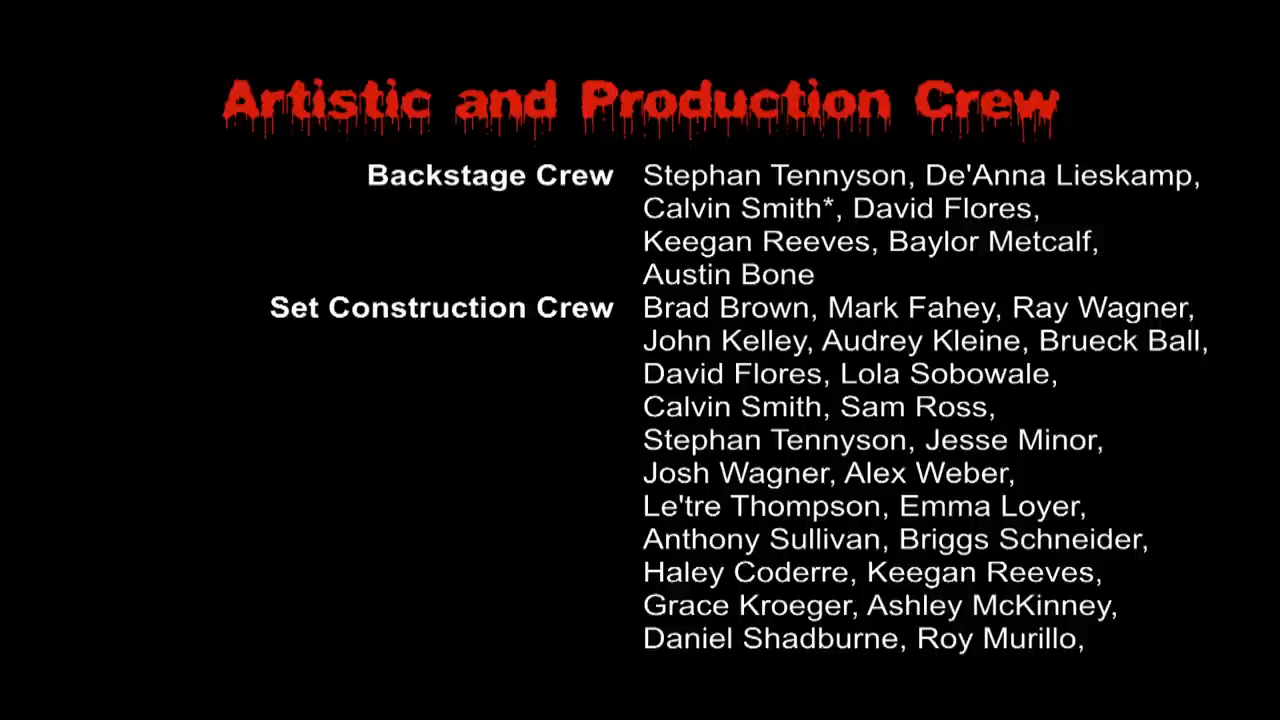 Artistic and Production Crew
Backstage Crew Stephan Tennyson, De'Anna Lieskamp,
Calvin Smith*, David Flores,
Keegan Reeves, Baylor Metcalf,
Austin Bone
Set Construction Crew Brad Brown, Mark Fahey, Ray Wagner,
John Kelley, Audrey Kleine, Brueck Ball,
David Flores, Lola Sobowale,
Calvin Smith, Sam Ross,
Stephan Tennyson, Jesse Minor,
Josh Wagner, Alex Weber,
Le'tre Thompson, Emma Loyer,
Anthony Sullivan, Briggs Schneider,
Haley Coderre, Keegan Reeves,
Grace Kroeger, Ashley McKinney,
Daniel Shadburne, Roy Murillo,